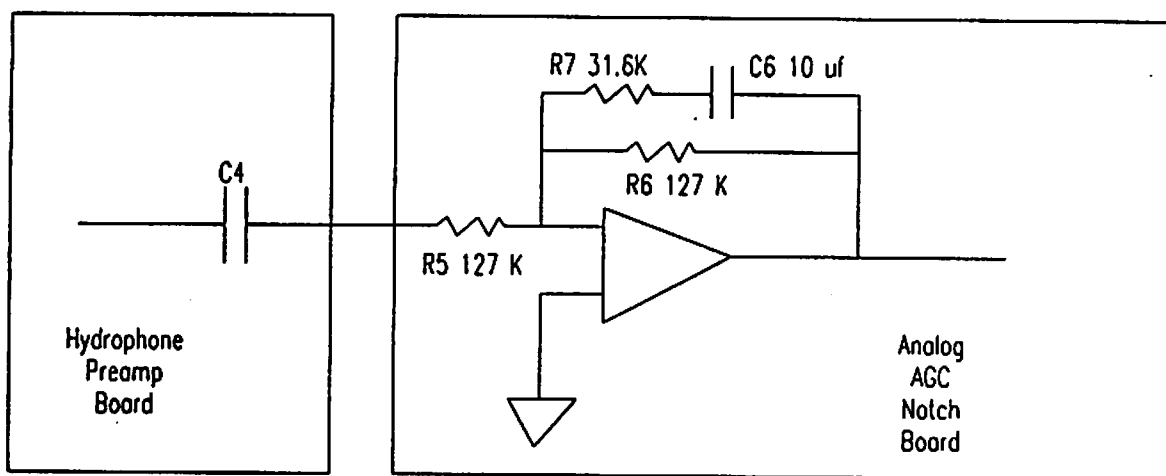 R7 31.6K
C6 10 uf
C4
R6 127 K
R5 127 K
Hydrophone
Preamp
Board
Analog
AGC
Notch
Board